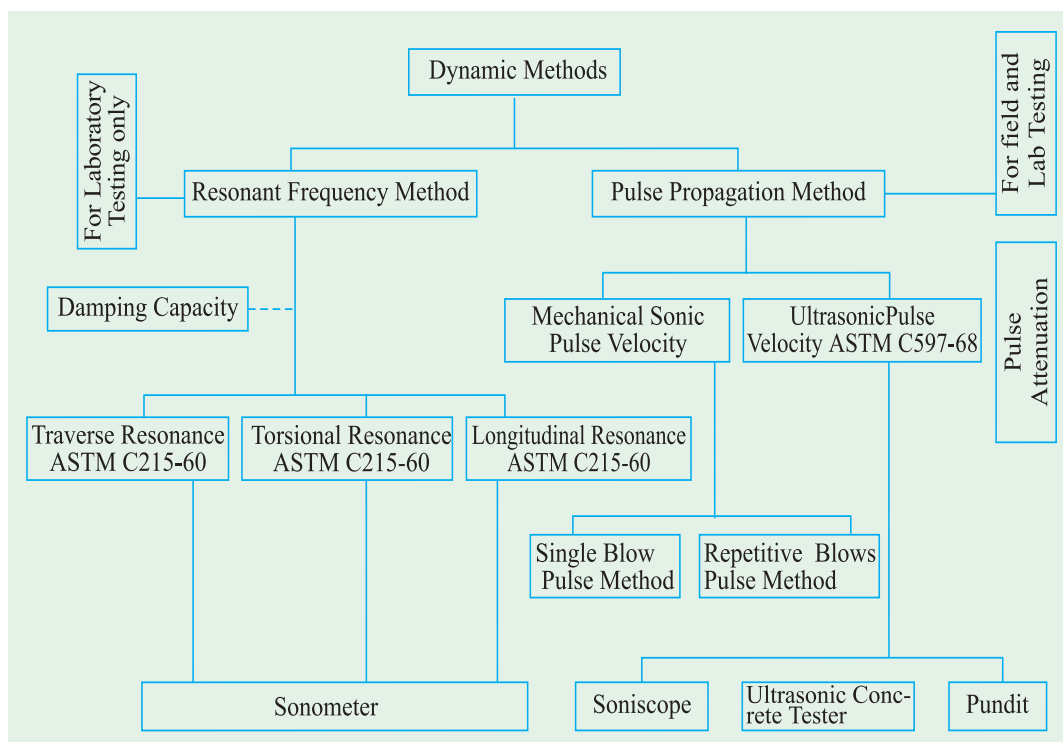 Dynamic Methods
For Laboratory
Testing only
For field and
Lab Testing
Resonant Frequency Method
Pulse Propagation Method
Damping Capacity
Mechanical Sonic
Pulse Velocity
UltrasonicPulse
Velocity ASTM C597-68
Pulse
Attenuation
Traverse Resonance
ASTM C215-60
Torsional Resonance
ASTM C215-60
Longitudinal Resonance
ASTM C215-60
Single Blow
Pulse Method
Repetitive Blows
Pulse Method
Sonometer
Soniscope
Ultrasonic Conc-
rete Tester
Pundit